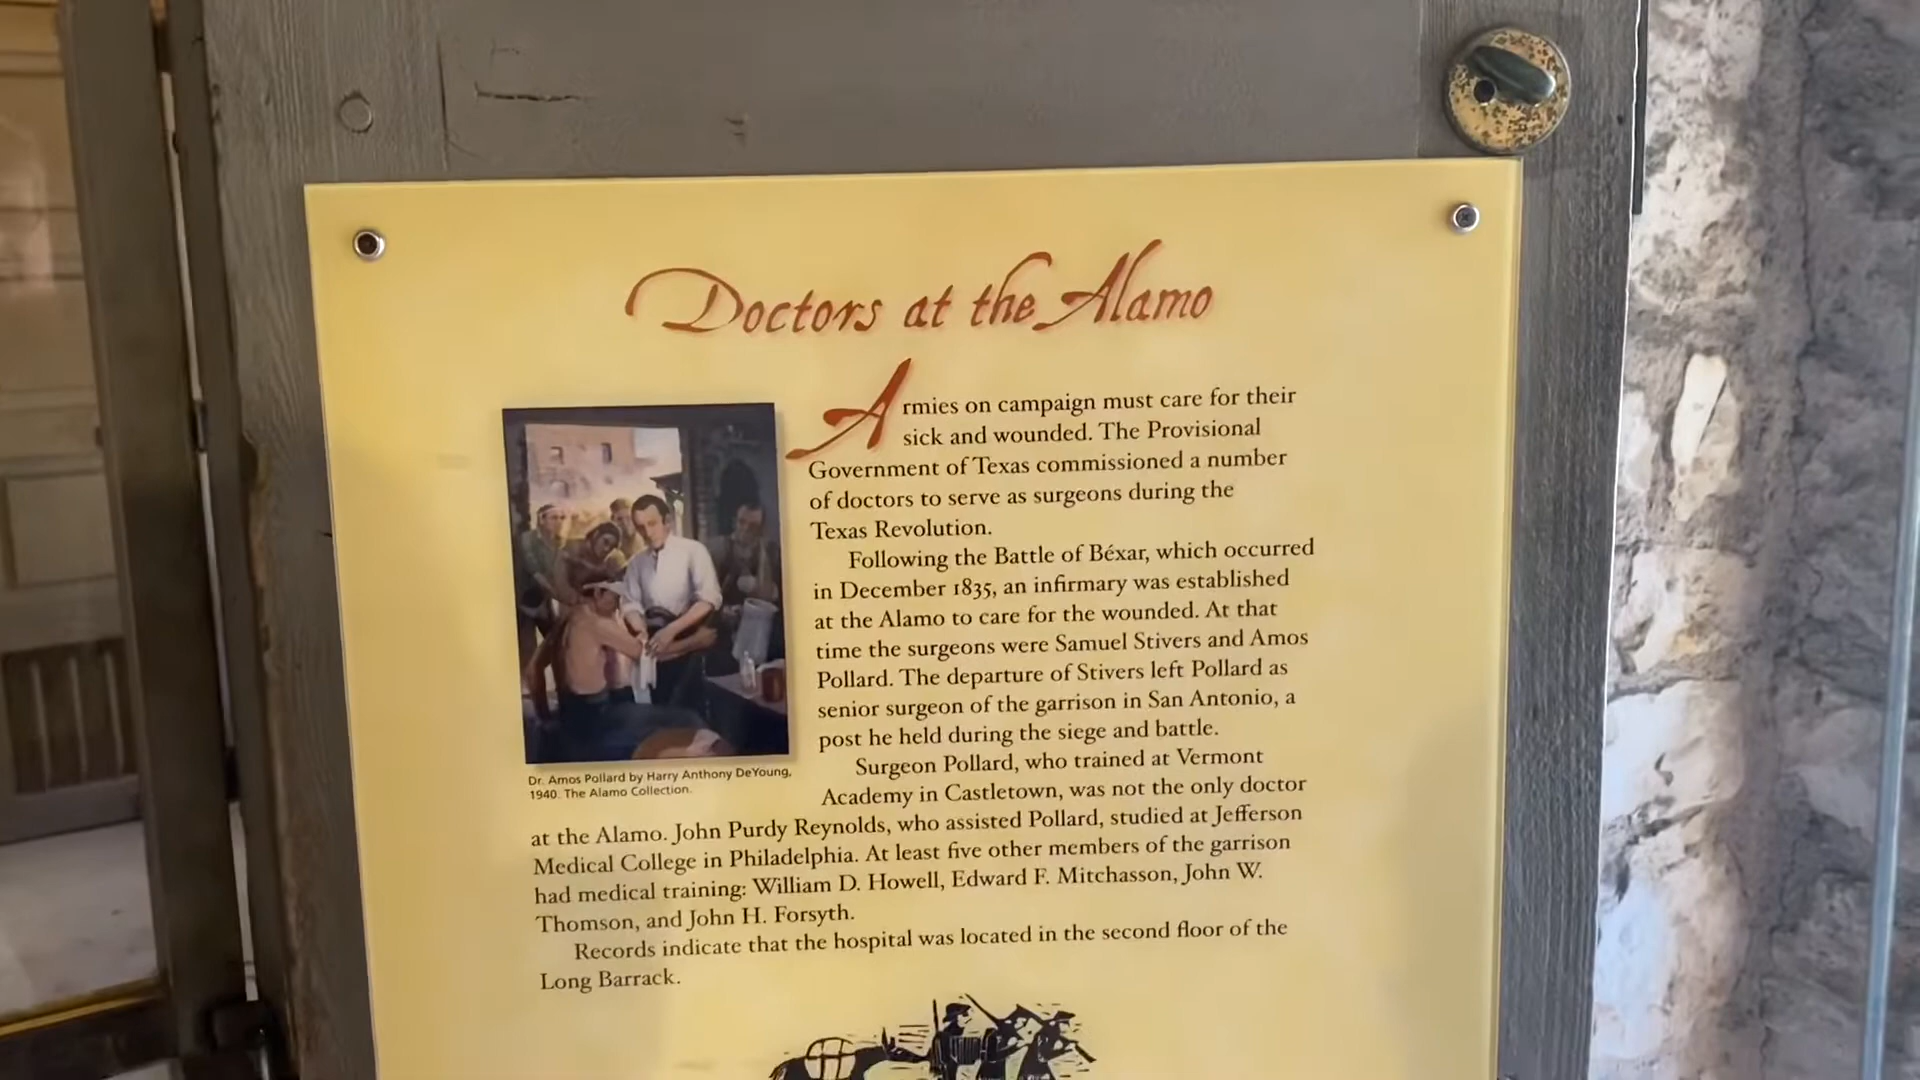 Doctors at the Alamo
Armies on campaign must care for their
sick and wounded. The Provisional
Government of Texas commissioned a number
of doctors to serve as surgeons during the
Texas Revolution.
Following the Battle of Béxar, which occurred
in December 1835, an infirmary was established
at the Alamo to care for the wounded. At that
time the surgeons were Samuel Stivers and Amos
Pollard. The departure of Stivers left Pollard as
senior surgeon of the garrison in San Antonio, a
post he held during the siege and battle.
Surgeon Pollard, who trained at Vermont
Academy in Castletown, was not the only doctor
at the Alamo. John Purdy Reynolds, who assisted Pollard, studied at Jefferson
Medical College in Philadelphia. At least five other members of the garrison
had medical training: William D. Howell, Edward F. Mitchasson, John W.
Thomson, and John H. Forsyth.
Records indicate that the hospital was located in the second floor of the
Long Barrack.
Dr. Amos Pollard by Harry Anthony DeYoung,
1940. The Alamo Collection.